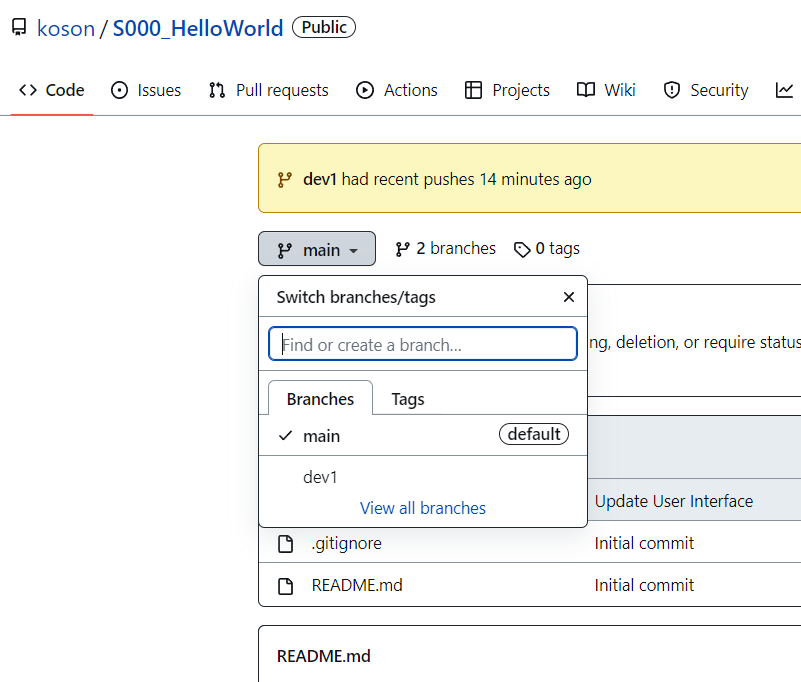 koson / S000_HelloWorld Public
Code Issues Pull requests Actions Projects Wiki Security
dev1 had recent pushes 14 minutes ago
main 2 branches 0 tags
Switch branches/tags
Find or create a branch...
ng, deletion, or require status
Branches Tags
main default
dev1
View all branches
Update User Interface
.gitignore Initial commit
README.md Initial commit
README.md